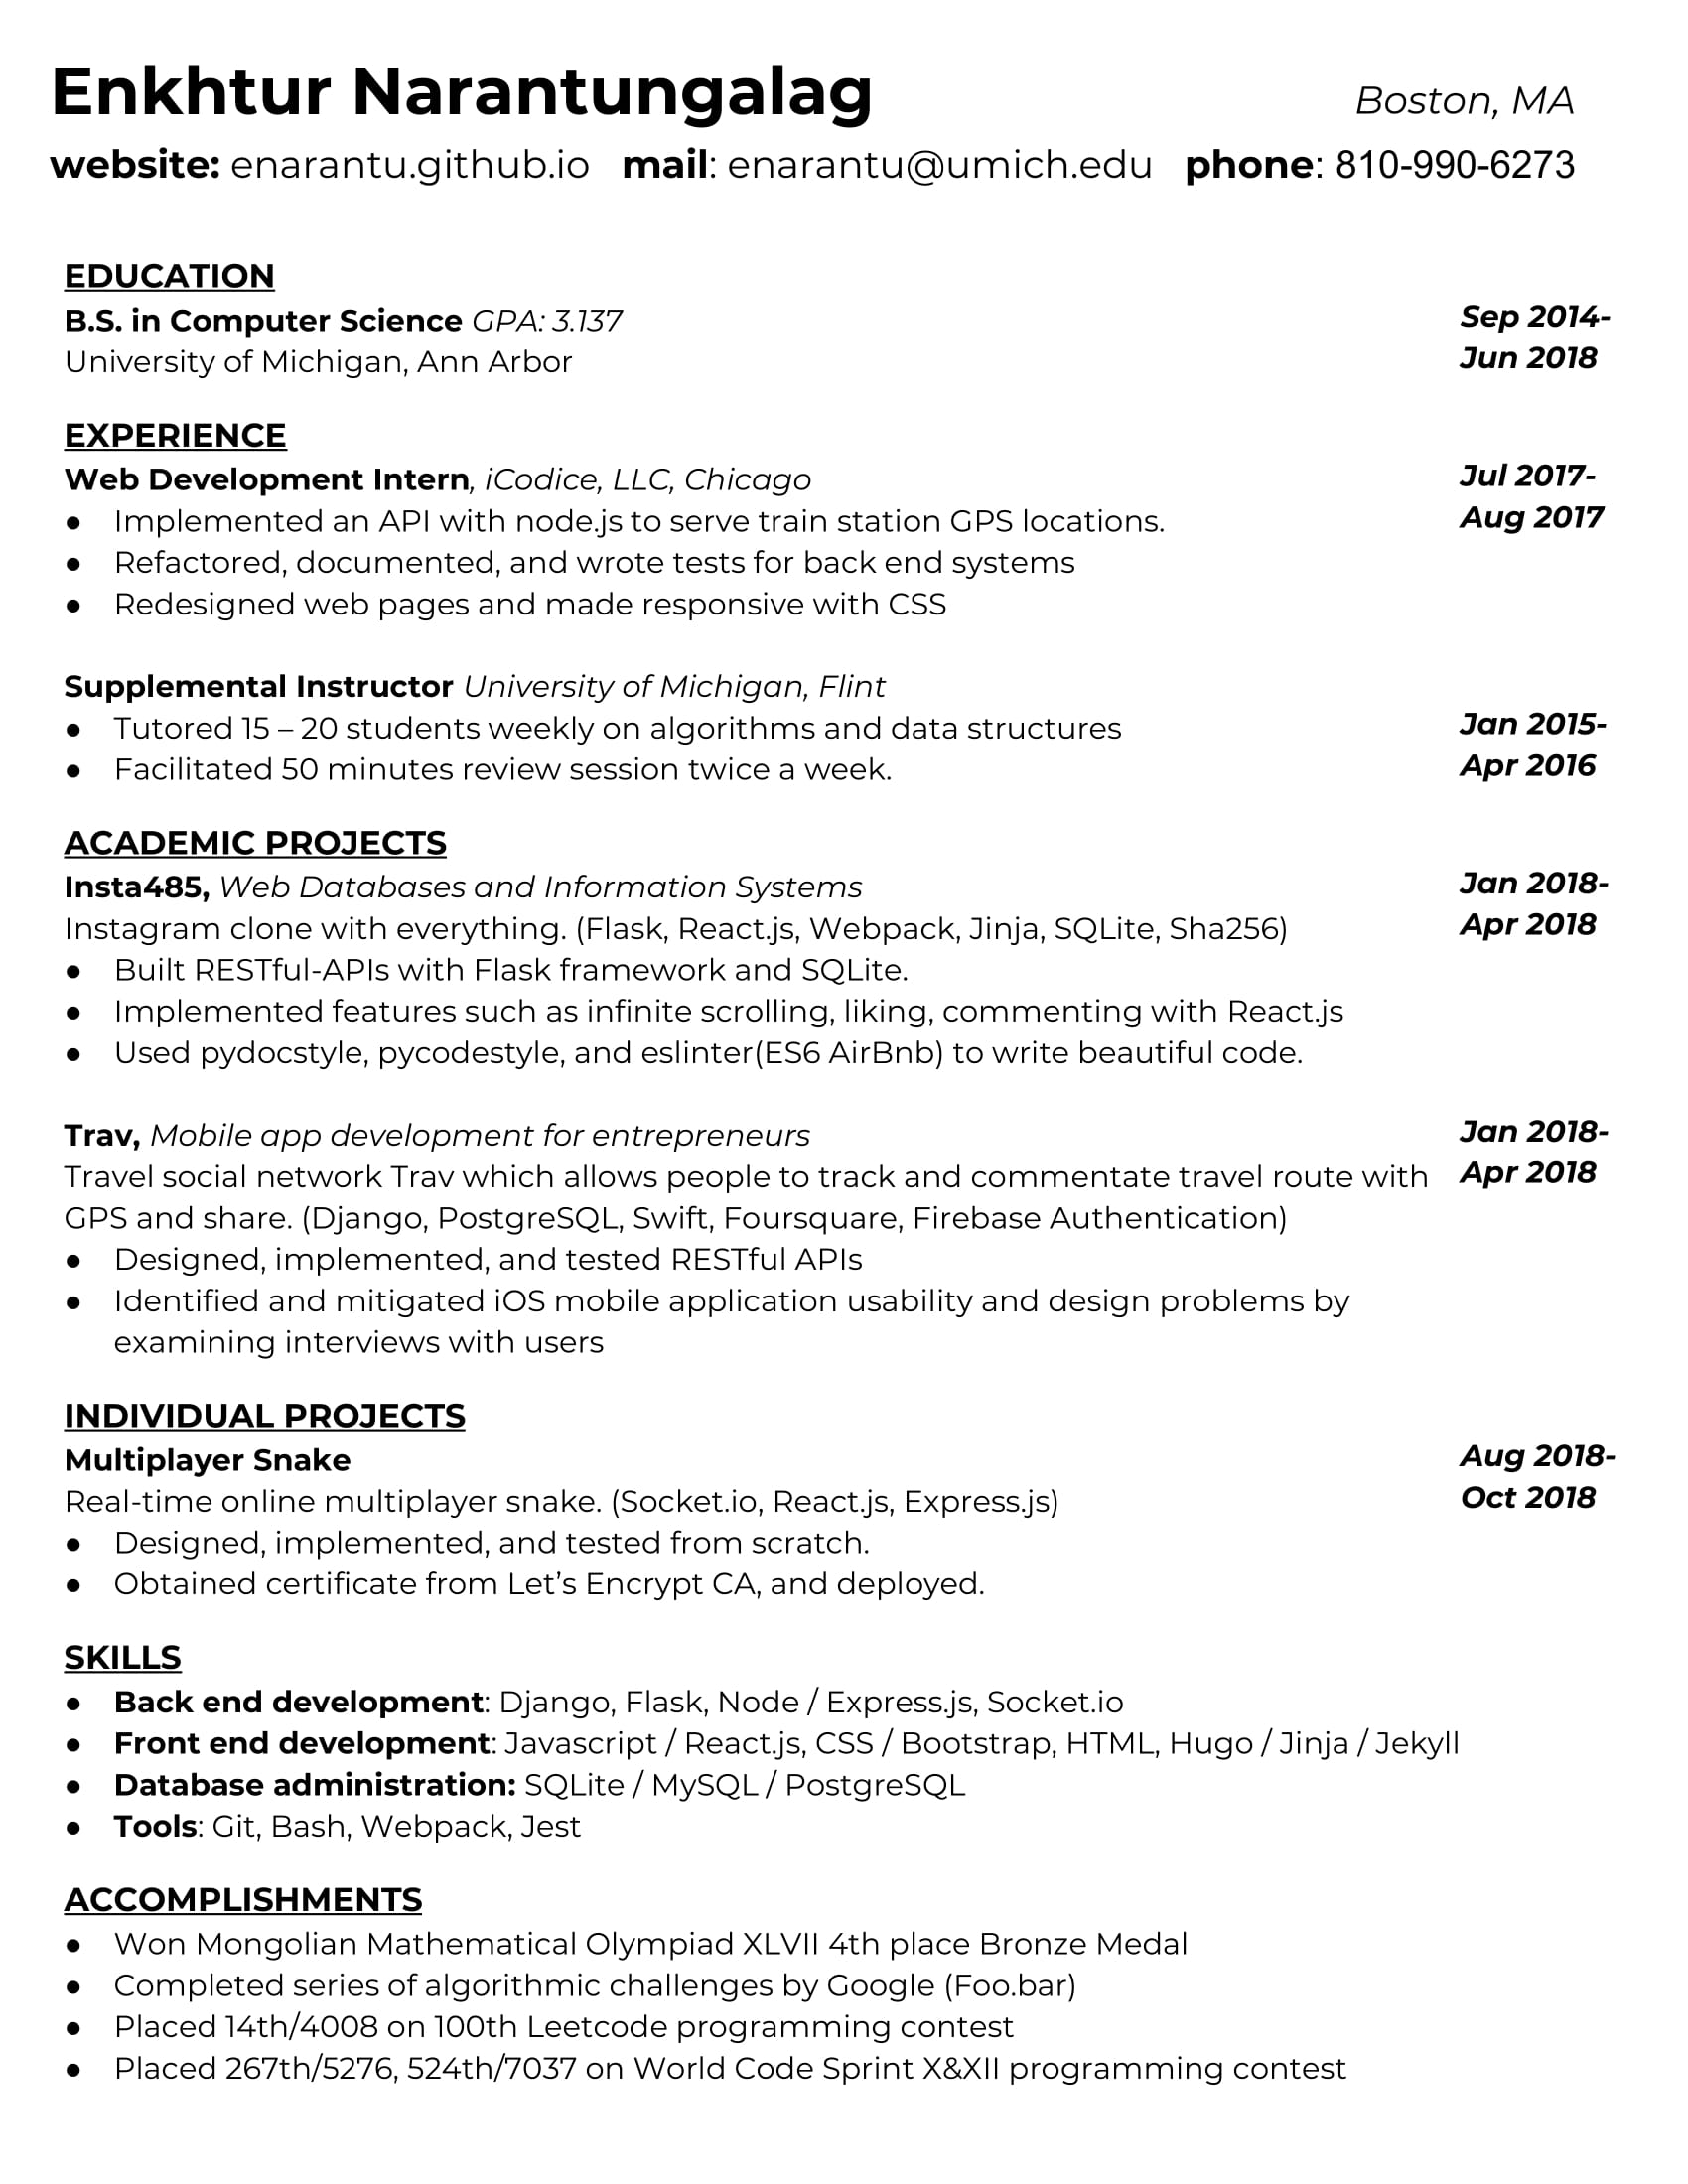 Enkhtur Narantungalag Boston, MA
website: enarantu.github.io mail: enarantu@umich.edu phone: 810-990-6273
EDUCATION
B.S. in Computer Science GPA: 3.137 Sep 2014-
University of Michigan, Ann Arbor Jun 2018
EXPERIENCE
Web Development Intern, iCodice, LLC, Chicago Jul 2017-
● Implemented an API with node.js to serve train station GPS locations. Aug 2017
● Refactored, documented, and wrote tests for back end systems
● Redesigned web pages and made responsive with CSS
Supplemental Instructor University of Michigan, Flint
● Tutored 15 – 20 students weekly on algorithms and data structures Jan 2015-
● Facilitated 50 minutes review session twice a week. Apr 2016
ACADEMIC PROJECTS
Insta485, Web Databases and Information Systems Jan 2018-
Instagram clone with everything. (Flask, React.js, Webpack, Jinja, SQLite, Sha256) Apr 2018
● Built RESTful-APIs with Flask framework and SQLite.
● Implemented features such as infinite scrolling, liking, commenting with React.js
● Used pydocstyle, pycodestyle, and eslinter(ES6 AirBnb) to write beautiful code.
Trav, Mobile app development for entrepreneurs Jan 2018-
Travel social network Trav which allows people to track and commentate travel route with Apr 2018
GPS and share. (Django, PostgreSQL, Swift, Foursquare, Firebase Authentication)
● Designed, implemented, and tested RESTful APIs
● Identified and mitigated iOS mobile application usability and design problems by
examining interviews with users
INDIVIDUAL PROJECTS
Multiplayer Snake Aug 2018-
Real-time online multiplayer snake. (Socket.io, React.js, Express.js) Oct 2018
● Designed, implemented, and tested from scratch.
● Obtained certificate from Let’s Encrypt CA, and deployed.
SKILLS
● Back end development: Django, Flask, Node / Express.js, Socket.io
● Front end development: Javascript / React.js, CSS / Bootstrap, HTML, Hugo / Jinja / Jekyll
● Database administration: SQLite / MySQL / PostgreSQL
● Tools: Git, Bash, Webpack, Jest
ACCOMPLISHMENTS
● Won Mongolian Mathematical Olympiad XLVII 4th place Bronze Medal
● Completed series of algorithmic challenges by Google (Foo.bar)
● Placed 14th/4008 on 100th Leetcode programming contest
● Placed 267th/5276, 524th/7037 on World Code Sprint X&XII programming contest